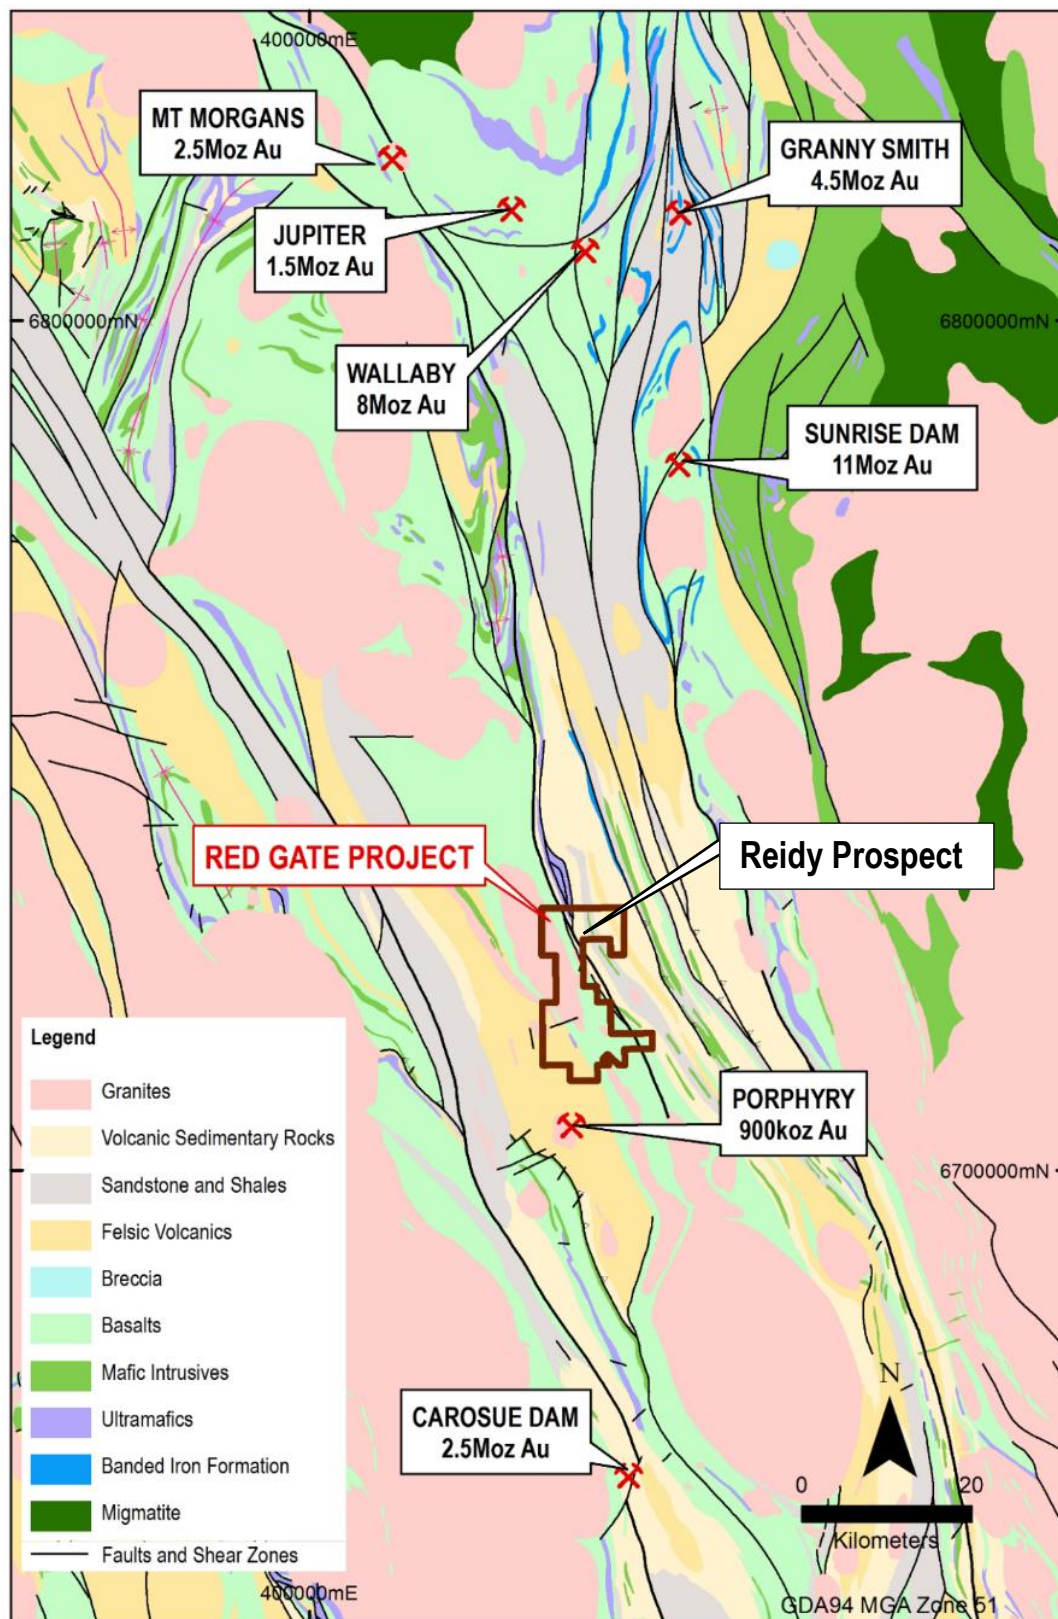 400000mE
MT MORGANS
2.5Moz Au
GRANNY SMITH
4.5Moz Au
JUPITER
1.5Moz Au
6800000mN
6800000mN
WALLABY
8Moz Au
SUNRISE DAM
11Moz Au
RED GATE PROJECT
Reidy Prospect
Legend
Granites
Volcanic Sedimentary Rocks
Sandstone and Shales
Felsic Volcanics
Breccia
Basalts
Mafic Intrusives
Ultramafics
Banded Iron Formation
Migmatite
Faults and Shear Zones
PORPHYRY
900koz Au
6700000mN
CAROSUE DAM
2.5Moz Au
N
0 20
Kilometers
400000mE
GDA94 MGA Zone 51